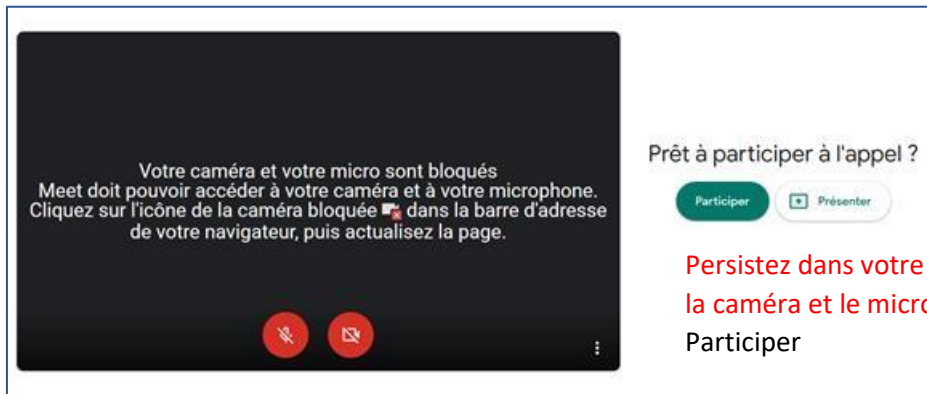 Votre caméra et votre micro sont bloqués
Meet doit pouvoir accéder à votre caméra et à votre microphone.
Cliquez sur l'icône de la caméra bloquée dans la barre d'adresse
de votre navigateur, puis actualisez la page.
Prêt à participer à l'appel ?
Participer
Présenter
Persistez dans votre
la caméra et le micro
Participer